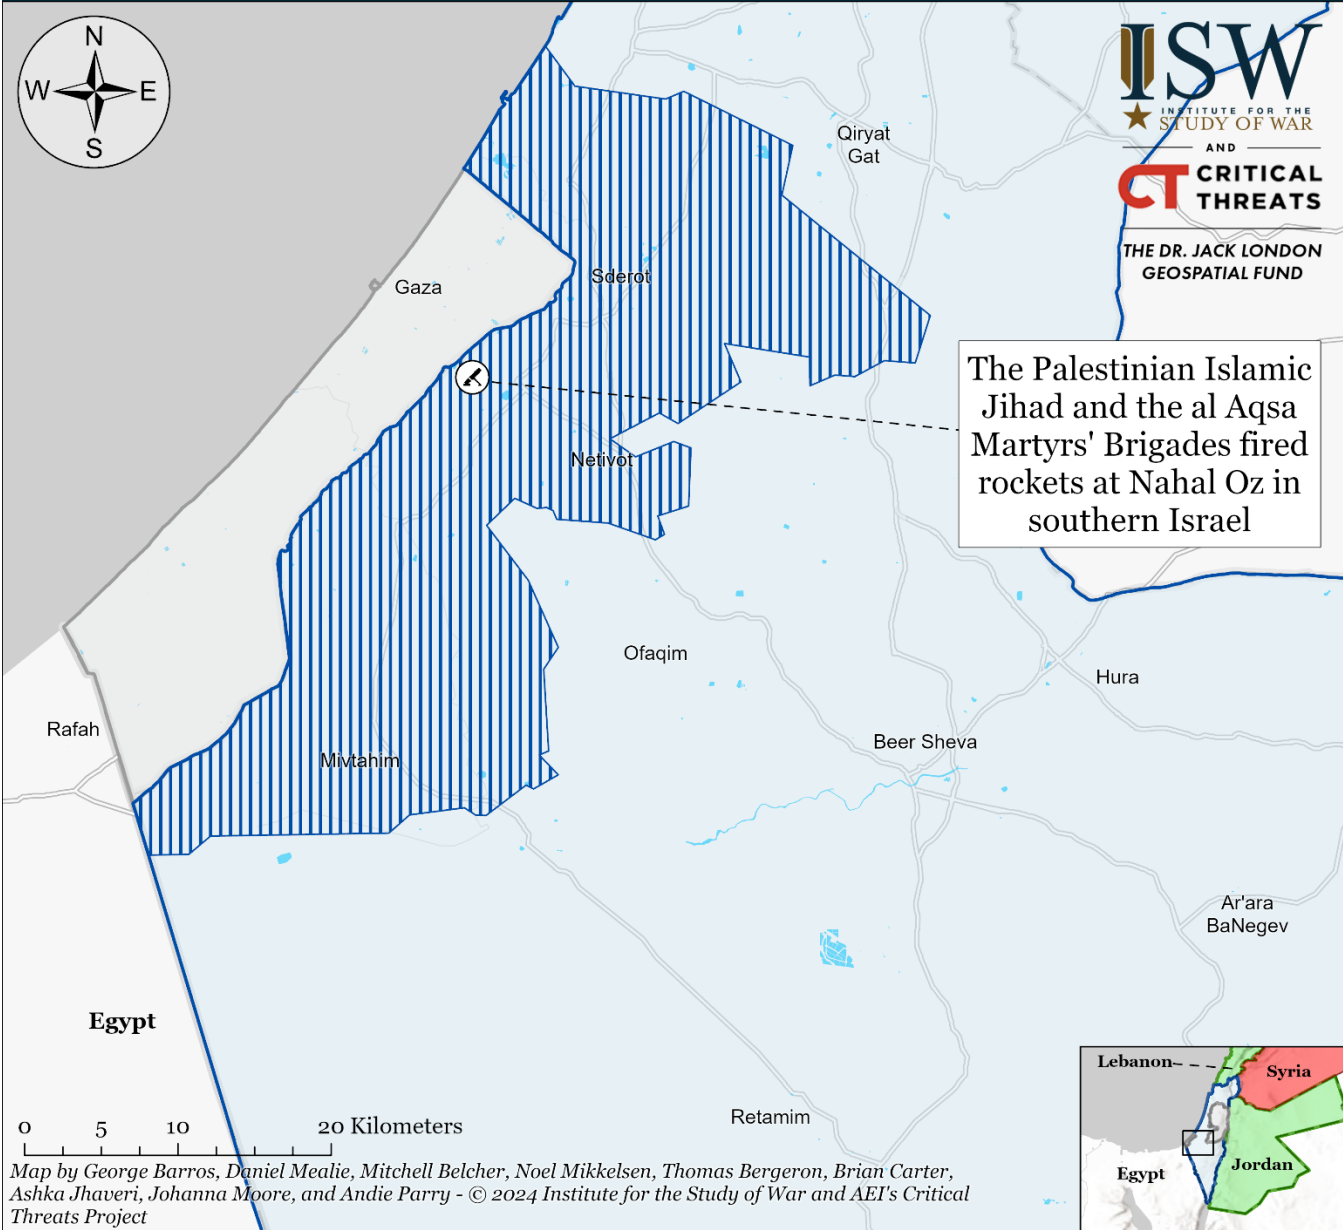 N
W E
S
ISW
INSTITUTE FOR THE
STUDY OF WAR
AND
CT CRITICAL
THREATS
THE DR. JACK LONDON
GEOSPATIAL FUND
Qiryat
Gat
Sderot
Gaza
The Palestinian Islamic
Jihad and the al Aqsa
Martyrs' Brigades fired
rockets at Nahal Oz in
southern Israel
Netivot
Ofaqim
Hura
Rafah
Beer Sheva
Mivtahim
Ar'ara
BaNegev
Egypt
Retamim
Lebanon
Syria
Egypt
Jordan
0 5 10 20 Kilometers
Map by George Barros, Daniel Mealie, Mitchell Belcher, Noel Mikkelsen, Thomas Bergeron, Brian Carter,
Ashka Jhaveri, Johanna Moore, and Andie Parry - © 2024 Institute for the Study of War and AEI's Critical
Threats Project